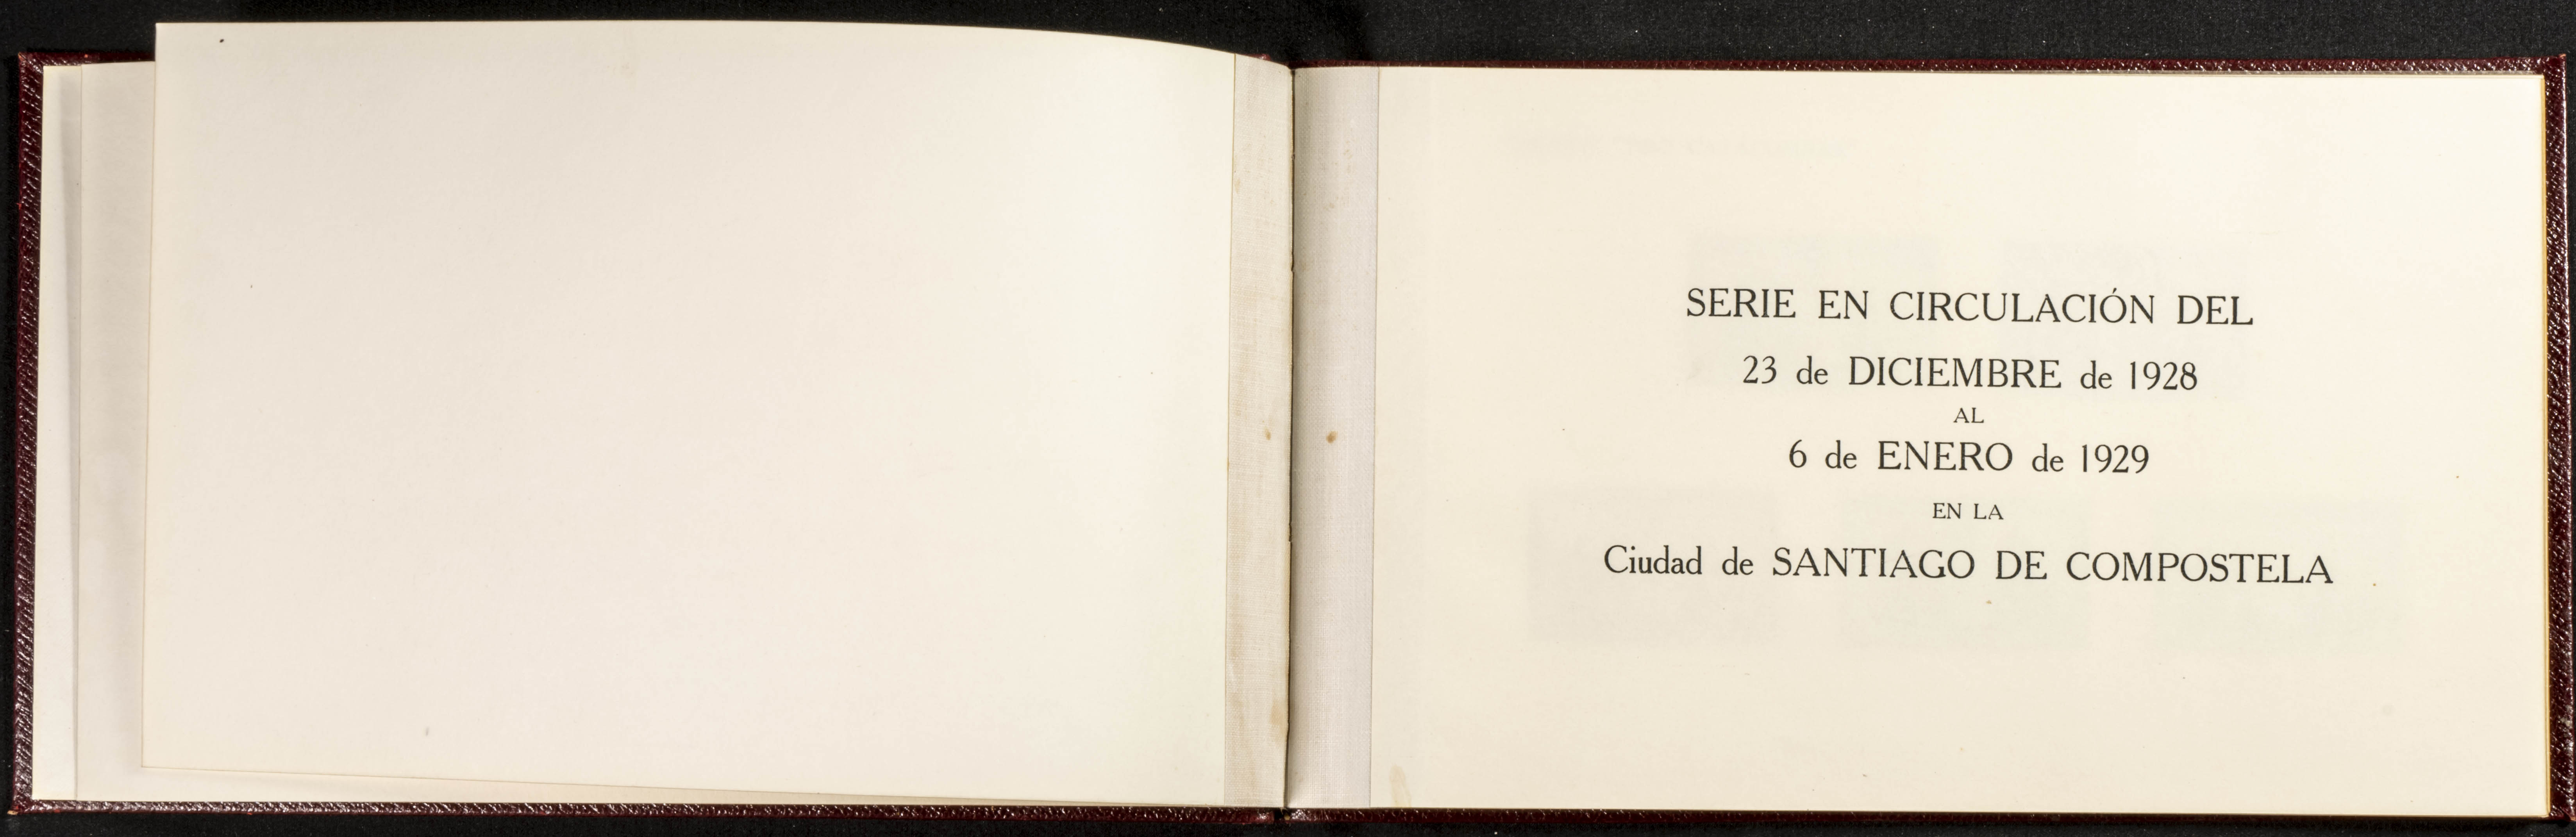 SERIE EN CIRCULACIÓN DEL
23 de DICIEMBRE de 1928
AL
6 de ENERO de 1929
EN LA
Ciudad de SANTIAGO DE COMPOSTELA